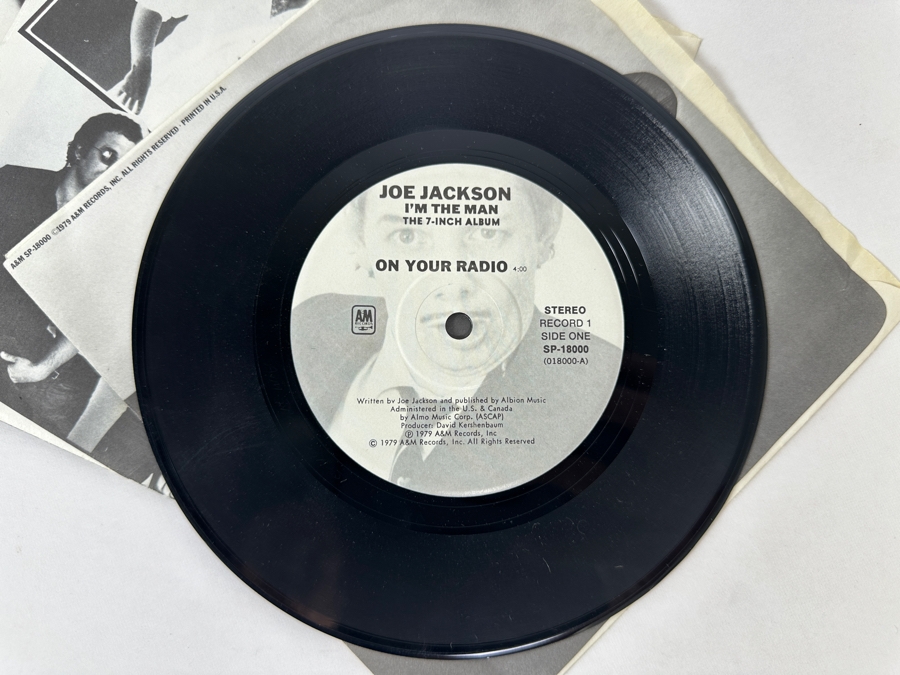 A&M SP-18000 ©1979 A&M RECORDS, INC. ALL RIGHTS RESERVED · PRINTED IN U.S.A.
JOE JACKSON
I'M THE MAN
THE 7-INCH ALBUM
ON YOUR RADIO 4:00
A&M
RECORDS
STEREO
RECORD 1
SIDE ONE
SP-18000
(018000-A)
Written by Joe Jackson and published by Albion Music
Administered in the U.S. & Canada
by Almo Music Corp. (ASCAP)
Producer: David Kershenbaum
℗ 1979 A&M Records, Inc
© 1979 A&M Records, Inc. All Rights Reserved